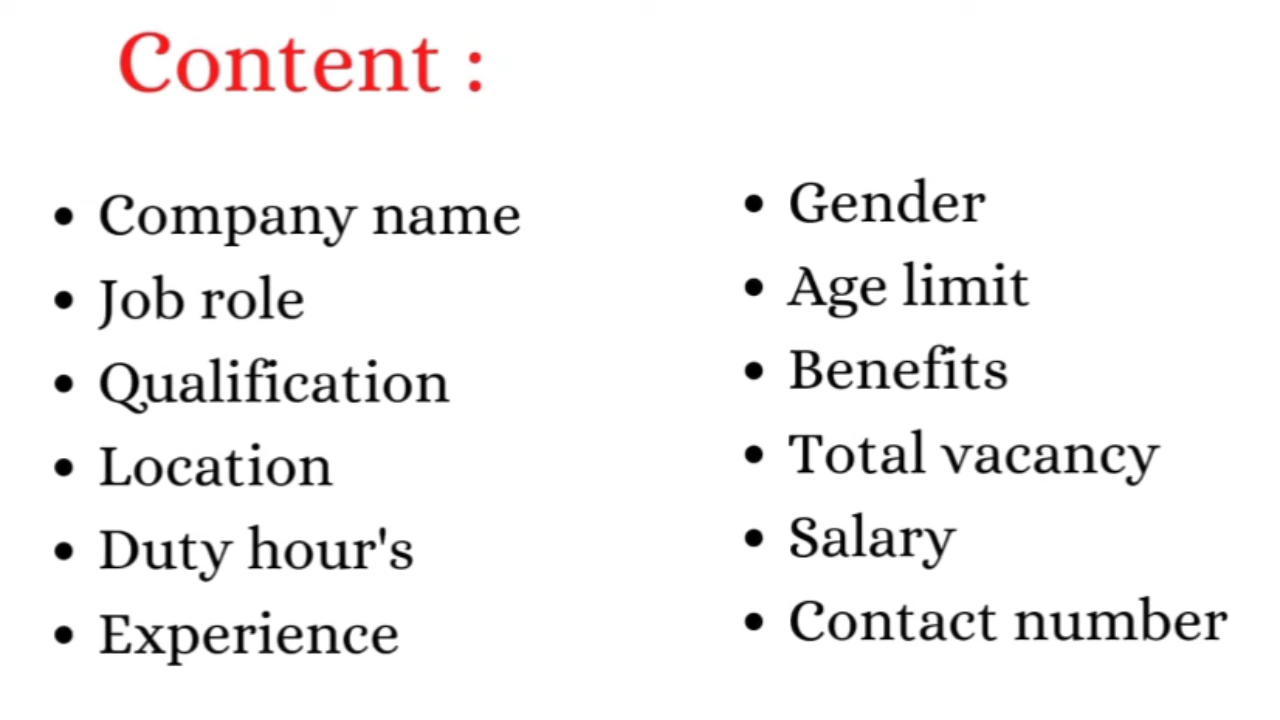 Content :
• Company name
• Job role
• Qualification
• Location
• Duty hour's
• Experience
• Gender
• Age limit
• Benefits
• Total vacancy
• Salary
• Contact number